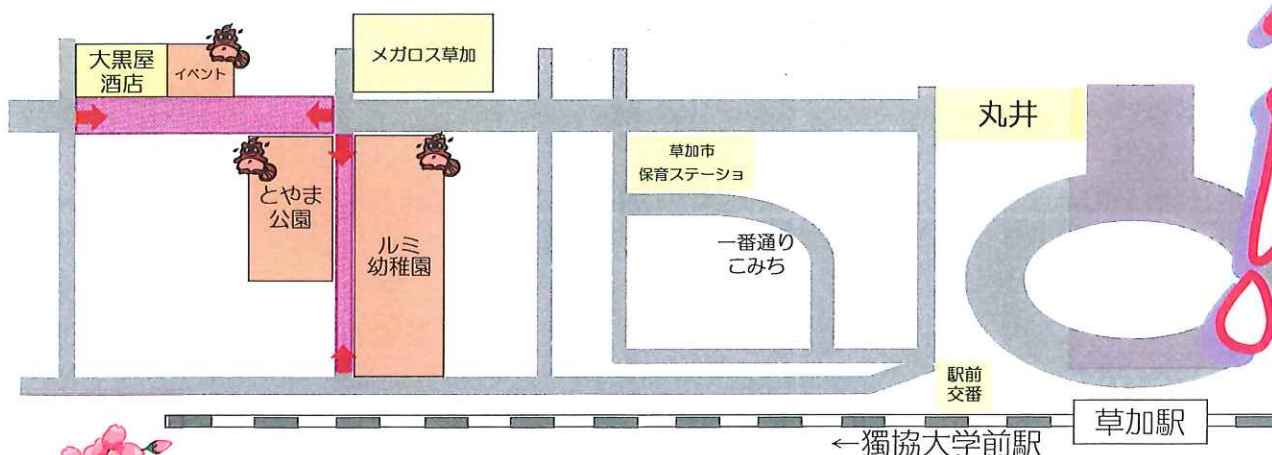 大黒屋
酒店
イベント
メガロス草加
丸井
草加市
保育ステーショ
とやま
公園
ルミ
幼稚園
一番通り
こみち
駅前
交番
草加駅
←獨協大学前駅